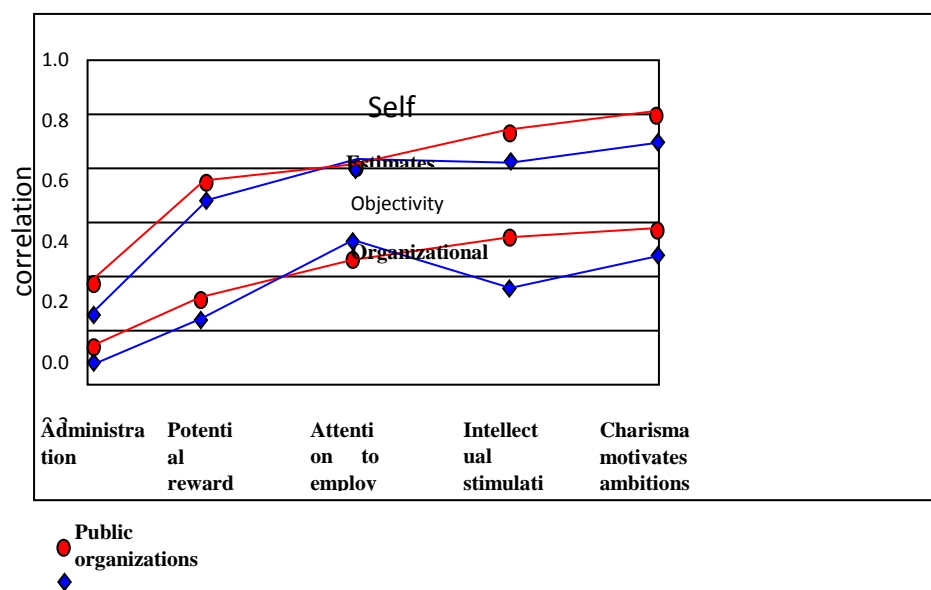 1.0
0.8
0.6
0.4
0.2
0.0
correlation
Self
Estimates
Objectivity
Organizational
Administra
tion
Potenti
al
reward
Attenti
on to
employ
Intellect
ual
stimulati
Charisma
motivates
ambitions
Public
organizations